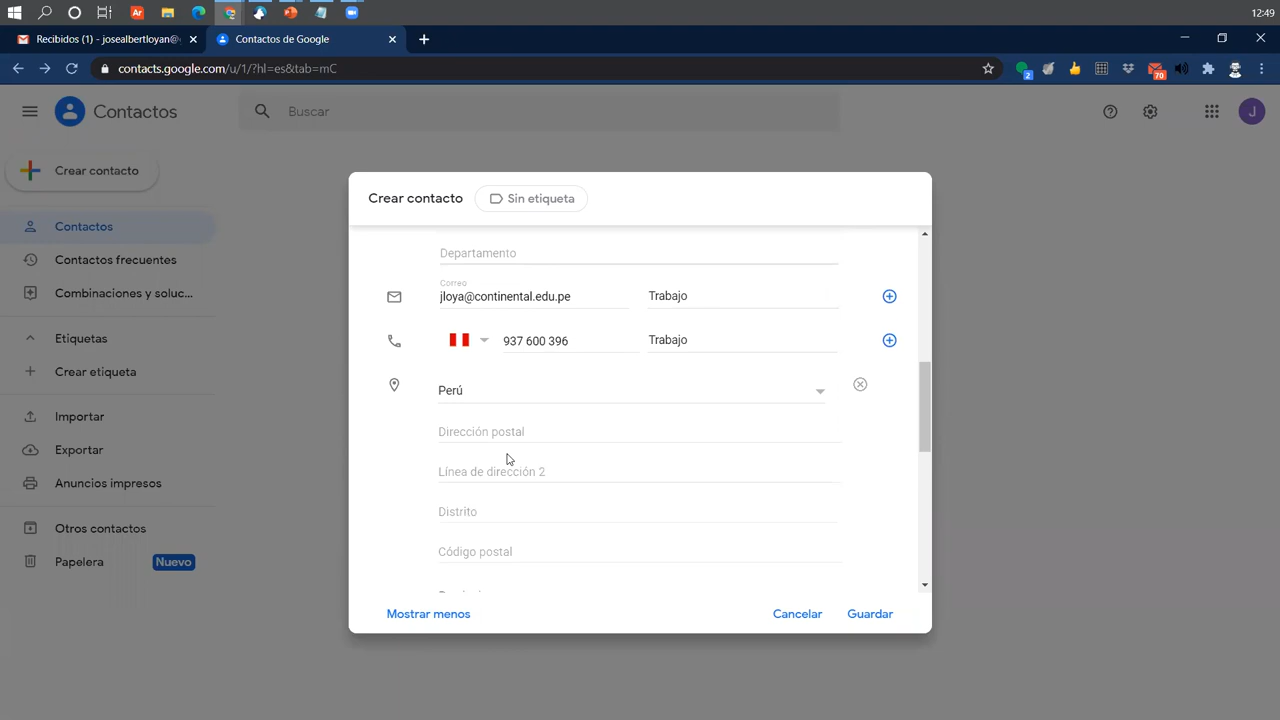 12:49
Recibidos (1) - josealbertloyan@
Contactos de Google
contacts.google.com/u/1/?hl=es&tab=mC
2
70
Contactos
Buscar
J
Crear contacto
Contactos
Contactos frecuentes
Combinaciones y soluc...
Etiquetas
Crear etiqueta
Importar
Exportar
Anuncios impresos
Otros contactos
Papelera
Nuevo
Crear contacto
Sin etiqueta
Departamento
Correo
jloya@continental.edu.pe
Trabajo
937 600 396
Trabajo
Perú
Dirección postal
Línea de dirección 2
Distrito
Código postal
Mostrar menos
Cancelar
Guardar